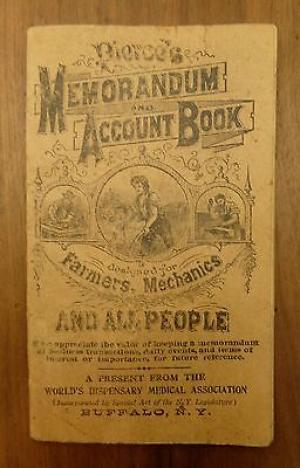 Pierce's
MEMORANDUM
AND
ACCOUNT BOOK
designed for
Farmers, Mechanics
AND ALL PEOPLE
appreciate the value of keeping a memorandum
of business transactions, daily events, and items of
interest or importance, for future reference.
A PRESENT FROM THE
WORLD'S DISPENSARY MEDICAL ASSOCIATION
(Incorporated by Special Act of the N.Y. Legislature)
BUFFALO, N. Y.